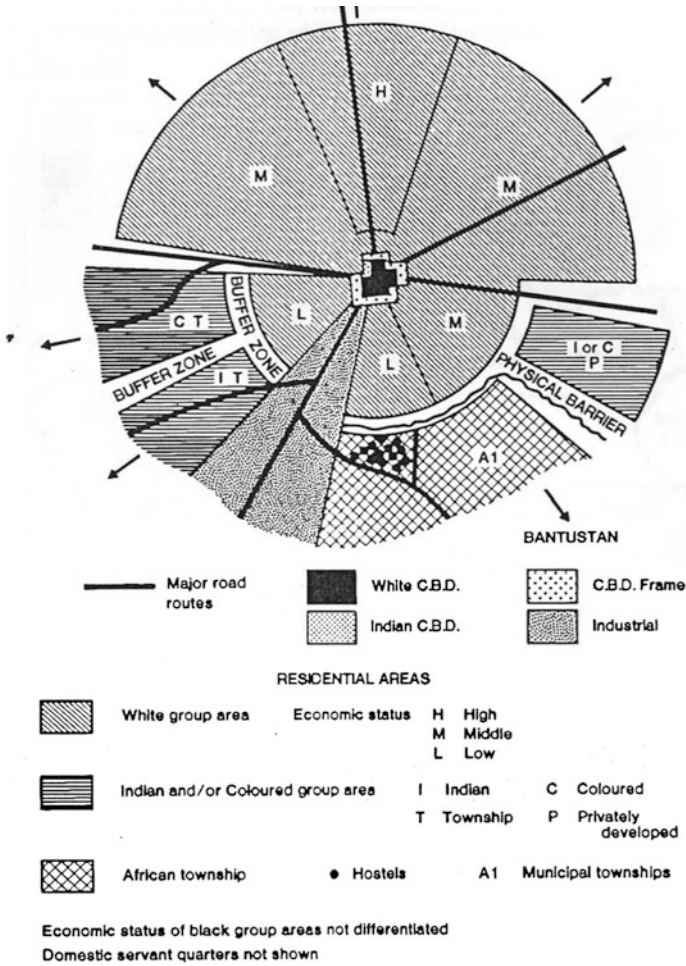 H
M
M
C T
BUFFER ZONE
L
M
L
I or C
P
BUFFER ZONE
I T
PHYSICAL BARRIER
A1
BANTUSTAN
Major road
routes
White C.B.D.
C.B.D. Frame
Indian C.B.D.
Industrial
RESIDENTIAL AREAS
White group area
Economic status
H High
M Middle
L Low
Indian and/or Coloured group area
I Indian
C Coloured
T Township
P Privately
developed
African township
Hostels
A1 Municipal townships
Economic status of black group areas not differentiated
Domestic servant quarters not shown